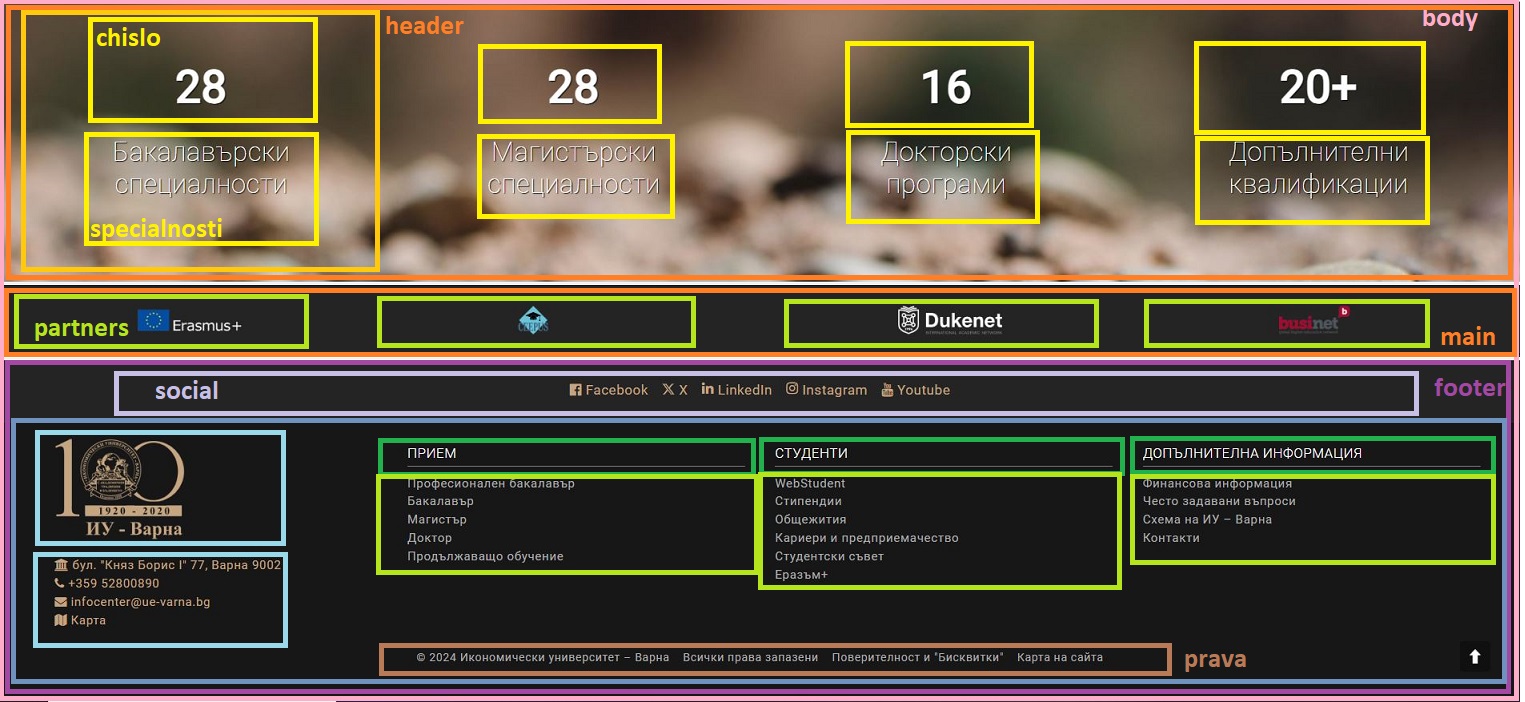 chislo
header
body
28
28
16
20+
Бакалавърски
специалности
Магистърски
специалности
Докторски
програми
Допълнителни
квалификации
specialnosti
partners
Erasmus+
Dukenet
businet
b
main
social
Facebook X LinkedIn Instagram Youtube
footer
1920 - 2020
ИУ - Варна
бул. "Княз Борис I" 77, Варна 9002
+359 52800890
infocenter@ue-varna.bg
Карта
ПРИЕМ
Професионален бакалавър
Бакалавър
Магистър
Доктор
Продължаващо обучение
СТУДЕНТИ
WebStudent
Стипендии
Общежития
Кариери и предприемачество
Студентски съвет
Еразъм+
ДОПЪЛНИТЕЛНА ИНФОРМАЦИЯ
Финансова информация
Често задавани въпроси
Схема на ИУ – Варна
Контакти
© 2024 Икономически университет – Варна Всички права запазени Поверителност и "Бисквитки" Карта на сайта
prava